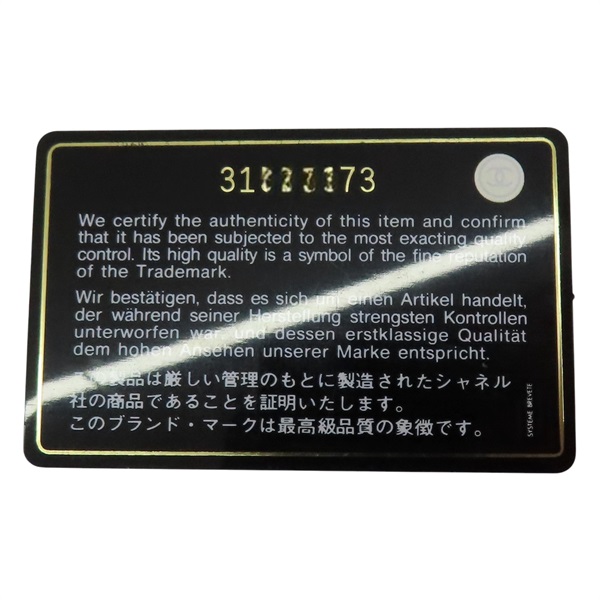 We certify the authenticity of this item and confirm
that it has been subjected to the most exacting quality
control. Its high quality is a symbol of the fine reputation
of the Trademark.
Wir bestätigen, dass es sich um einen Artikel handelt,
der während seiner Herstellung strengsten Kontrollen
unterworfen war, und dessen erstklassige Qualität
dem hohen Ansehen unserer Marke entspricht.
この製品は厳しい管理のもとに製造されたシャネル
社の商品であることを証明いたします。
このブランド・マークは最高級品質の象徴です。
SYSTEME BREVETE